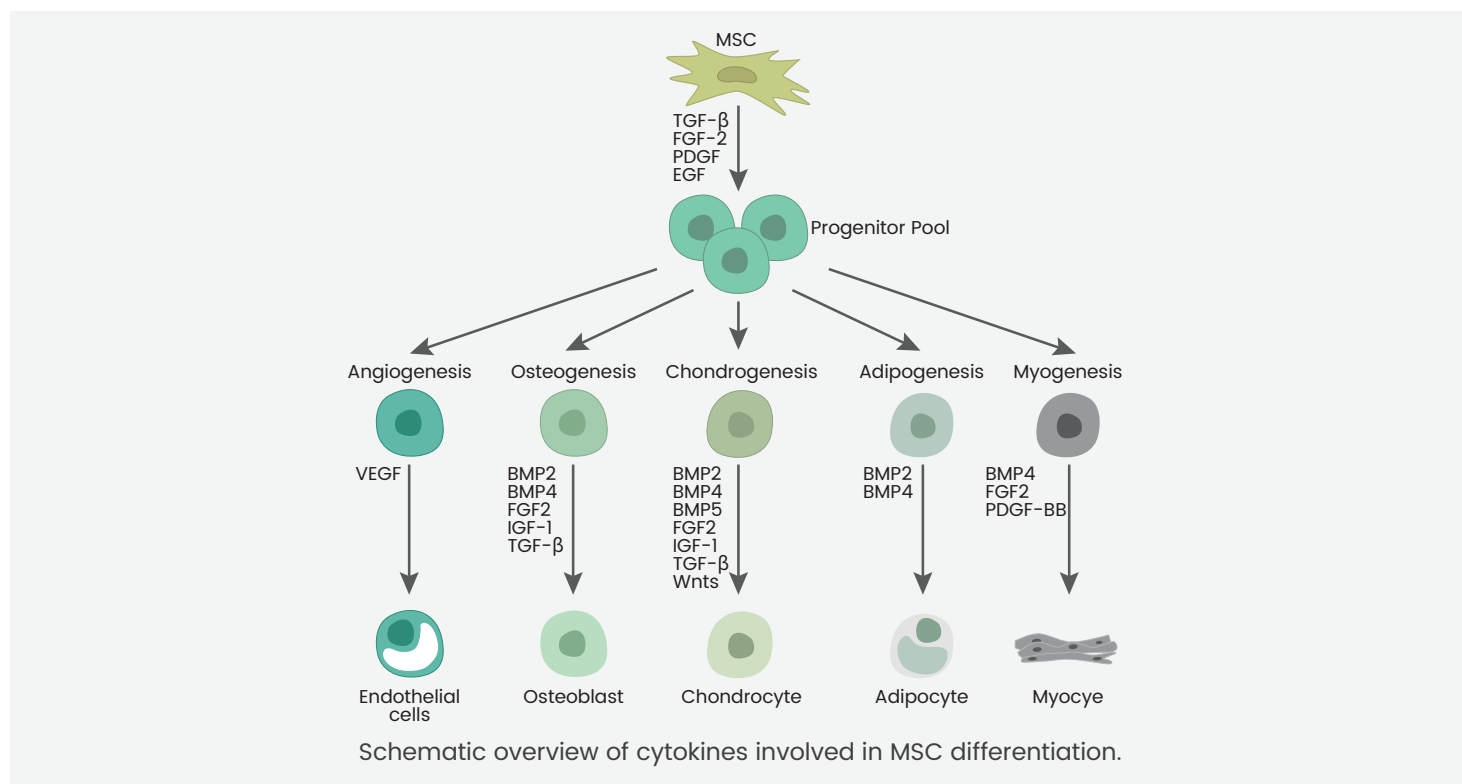 MSC
TGF-β
FGF-2
PDGF
EGF
Progenitor Pool
Angiogenesis
Osteogenesis
Chondrogenesis
Adipogenesis
Myogenesis
VEGF
BMP2
BMP4
FGF2
IGF-1
TGF-β
BMP2
BMP4
BMP5
FGF2
IGF-1
TGF-β
Wnts
BMP2
BMP4
BMP4
FGF2
PDGF-BB
Endothelial
cells
Osteoblast
Chondrocyte
Adipocyte
Myocye
Schematic overview of cytokines involved in MSC differentiation.